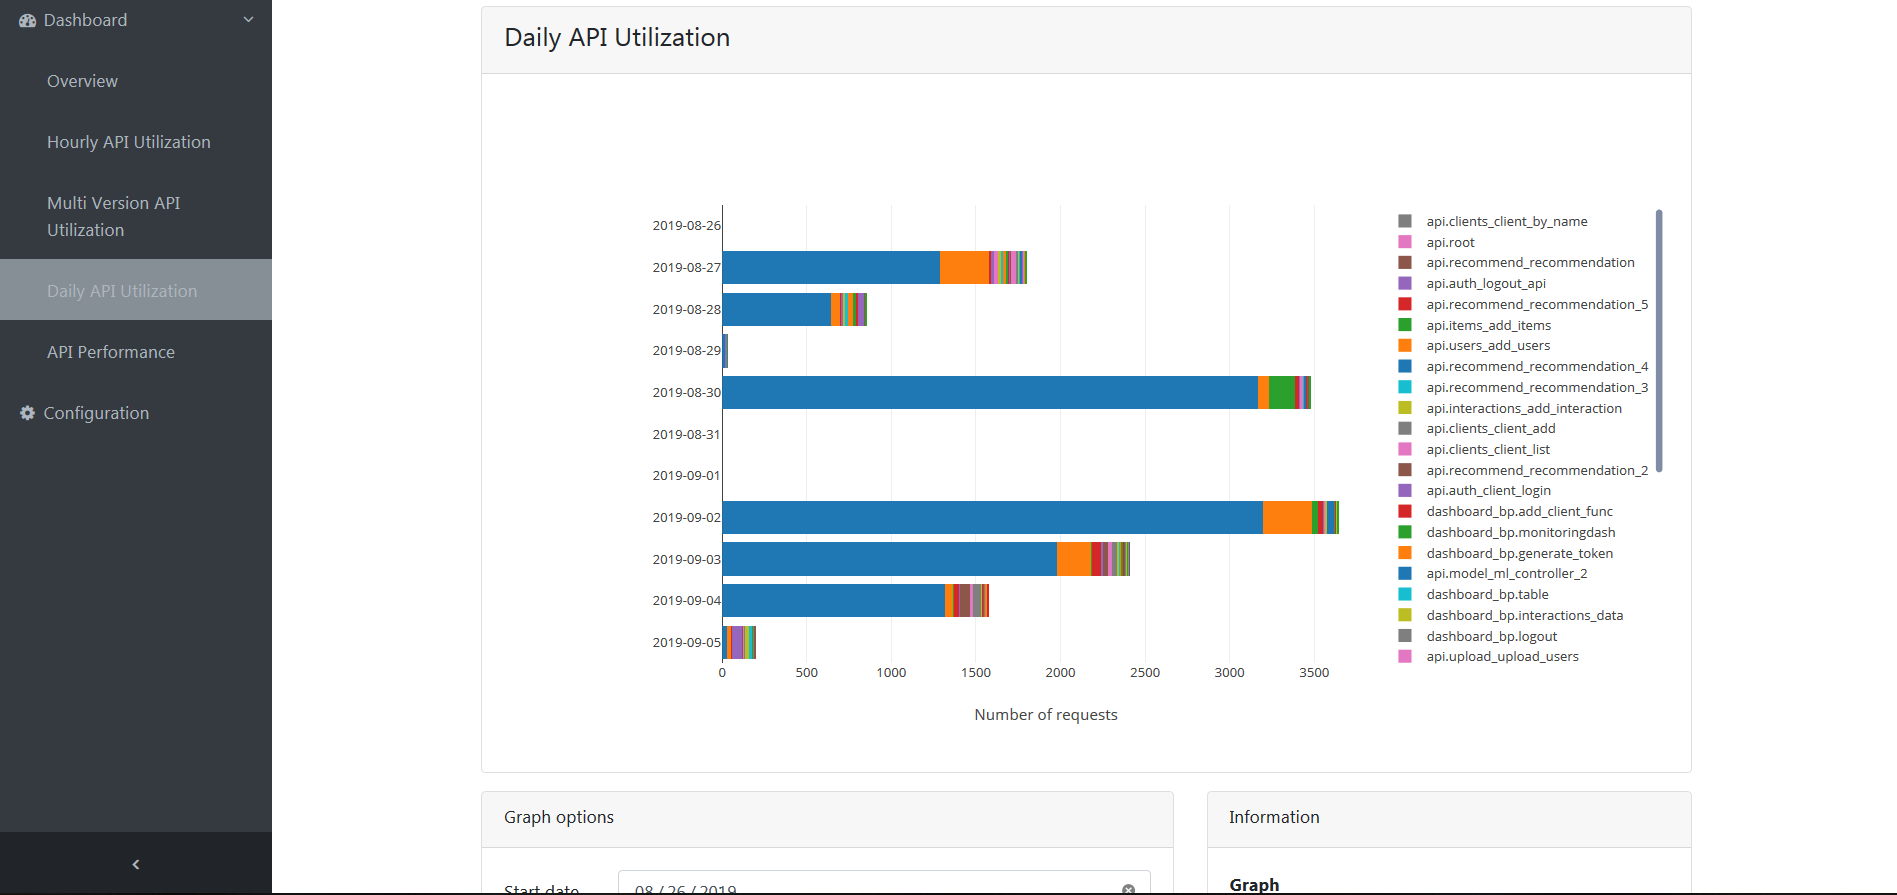 Dashboard
Overview
Hourly API Utilization
Multi Version API
Utilization
Daily API Utilization
API Performance
Configuration
Daily API Utilization
2019-08-26
2019-08-27
2019-08-28
2019-08-29
2019-08-30
2019-08-31
2019-09-01
2019-09-02
2019-09-03
2019-09-04
2019-09-05
0 500 1000 1500 2000 2500 3000 3500
Number of requests
api.clients_client_by_name
api.root
api.recommend_recommendation
api.auth_logout_api
api.recommend_recommendation_5
api.items_add_items
api.users_add_users
api.recommend_recommendation_4
api.recommend_recommendation_3
api.interactions_add_interaction
api.clients_client_add
api.clients_client_list
api.recommend_recommendation_2
api.auth_client_login
dashboard_bp.add_client_func
dashboard_bp.monitoringdash
dashboard_bp.generate_token
api.model_ml_controller_2
dashboard_bp.table
dashboard_bp.interactions_data
dashboard_bp.logout
api.upload_upload_users
Graph options
Start date 08 / 26 / 2019
Information
Graph